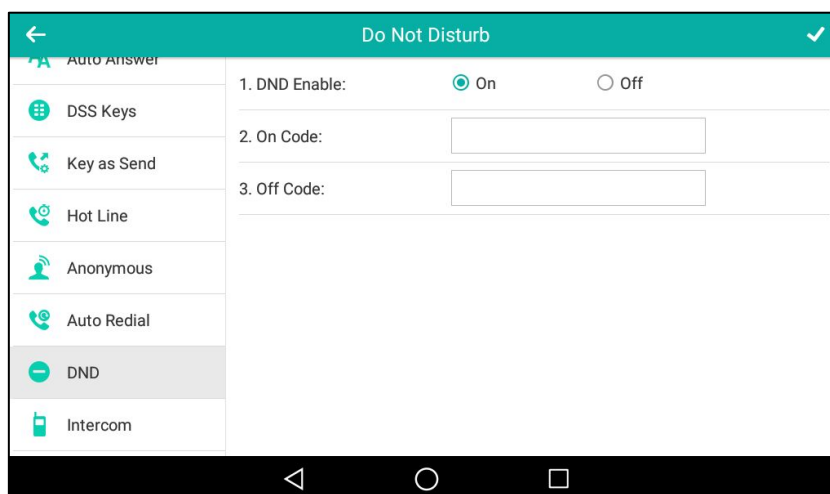 Do Not Disturb
Auto Answer
DSS Keys
Key as Send
Hot Line
Anonymous
Auto Redial
DND
Intercom
1. DND Enable: On Off
2. On Code:
3. Off Code: